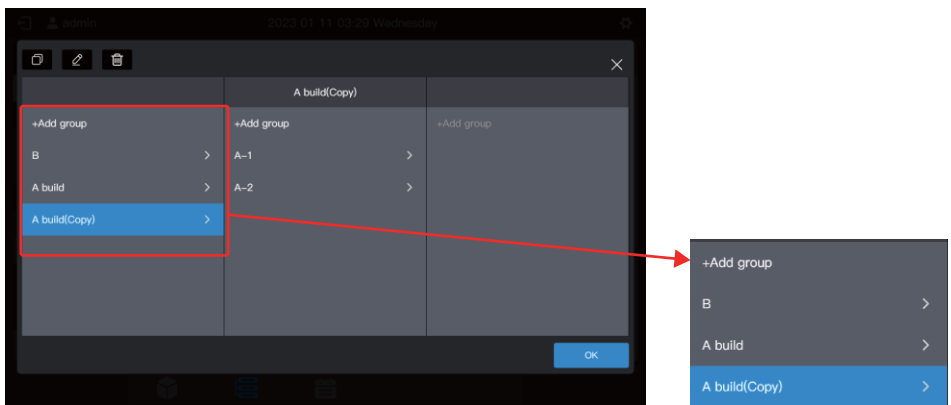 admin
2023 01 11 03:29 Wednesday
A build(Copy)
+Add group
B
A build
A build(Copy)
+Add group
A-1
A-2
+Add group
OK
+Add group
B
A build
A build(Copy)